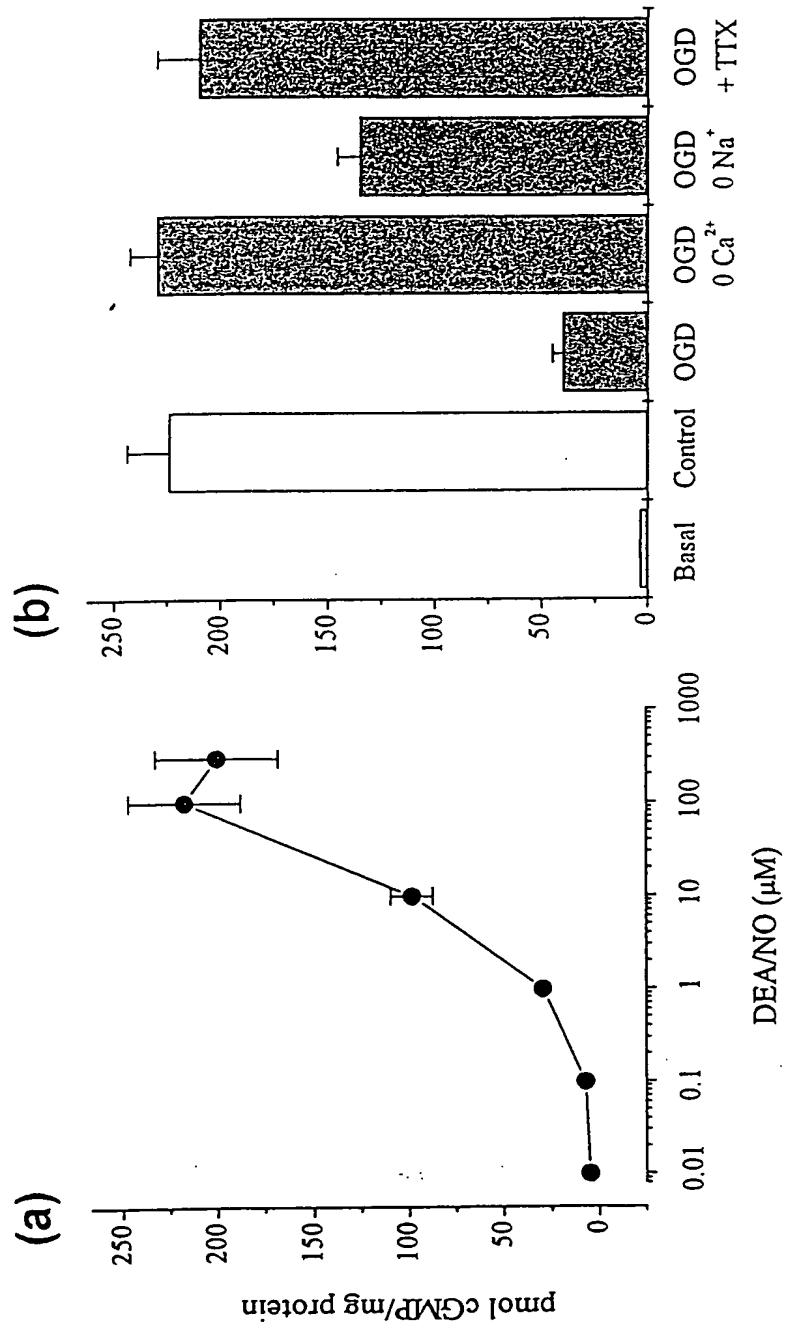 (a)
pmol cGMP/mg protein
250
200
150
100
50
0
0.01 0.1 1 10 100 1000
DEA/NO (µM)
(b)
250
200
150
100
50
0
Basal Control OGD OGD OGD OGD
0 Ca²⁺ 0 Na⁺ + TTX